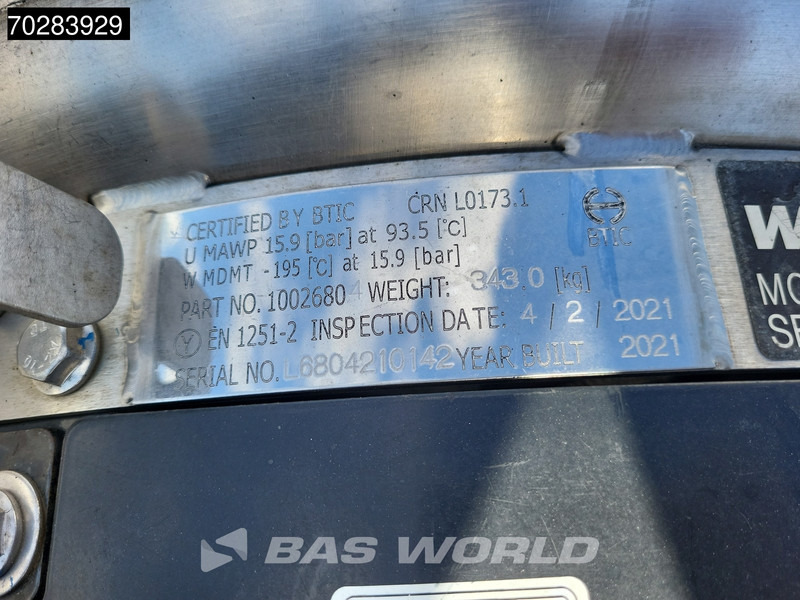 70283929
CERTIFIED BY BTIC CRN L0173.1
U MAWP 15.9 [bar] at 93.5 [°C]
W MDMT -195 [°C] at 15.9 [bar]
BTIC
PART NO. 10026804 WEIGHT: 343.0 [kg]
Y EN 1251-2 INSPECTION DATE: 4 / 2 / 2021
SERIAL NO. L6804210142 YEAR BUILT 2021
BAS WORLD